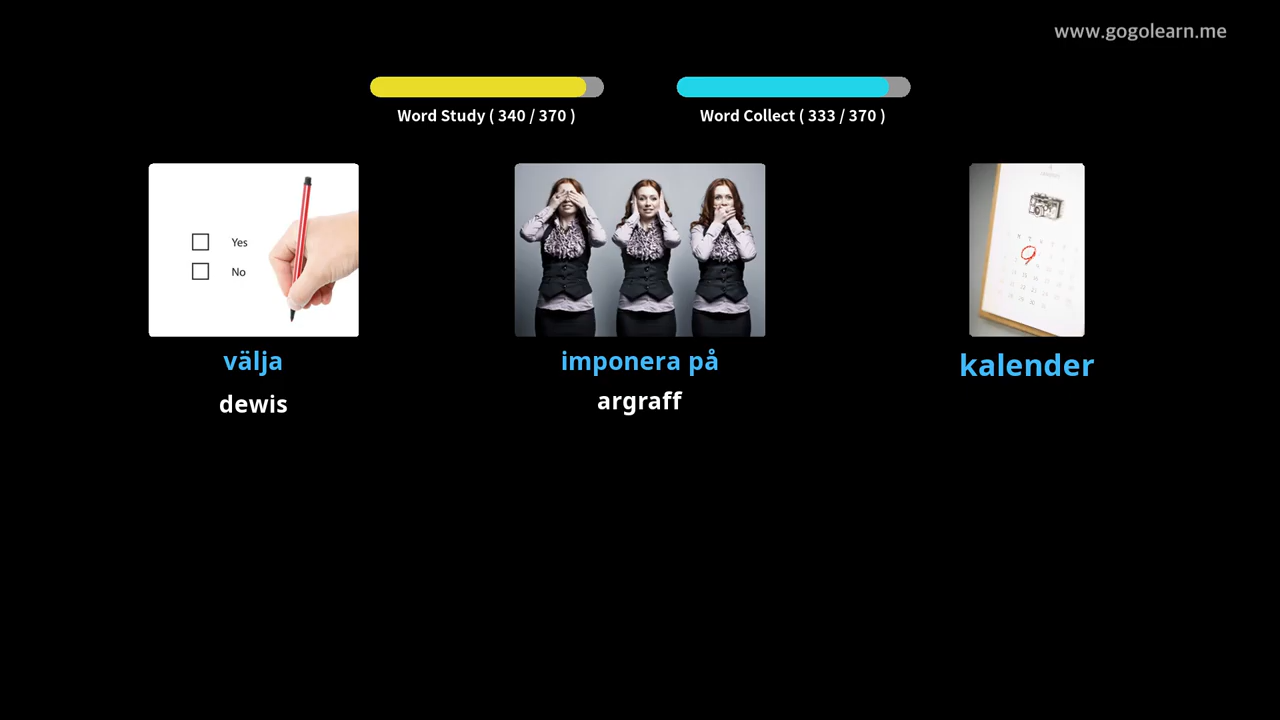 www.gogolearn.me
Word Study ( 340 / 370 )
Word Collect ( 333 / 370 )
Yes
No
välja
dewis
imponera på
argraff
kalender